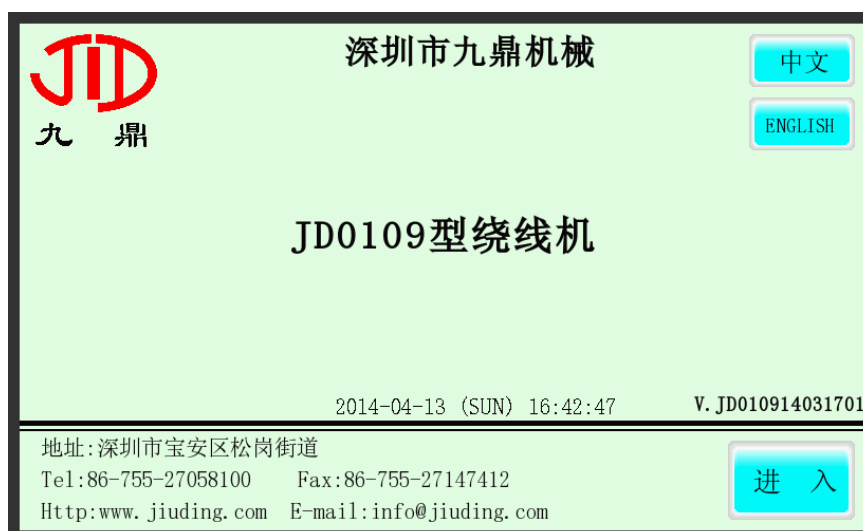 JID
九 鼎
深圳市九鼎机械
中文
ENGLISH
JD0109型绕线机
2014-04-13 (SUN) 16:42:47
V.JD010914031701
地址:深圳市宝安区松岗街道
Tel:86-755-27058100 Fax:86-755-27147412
Http:www.jiuding.com E-mail:info@jiuding.com
进 入